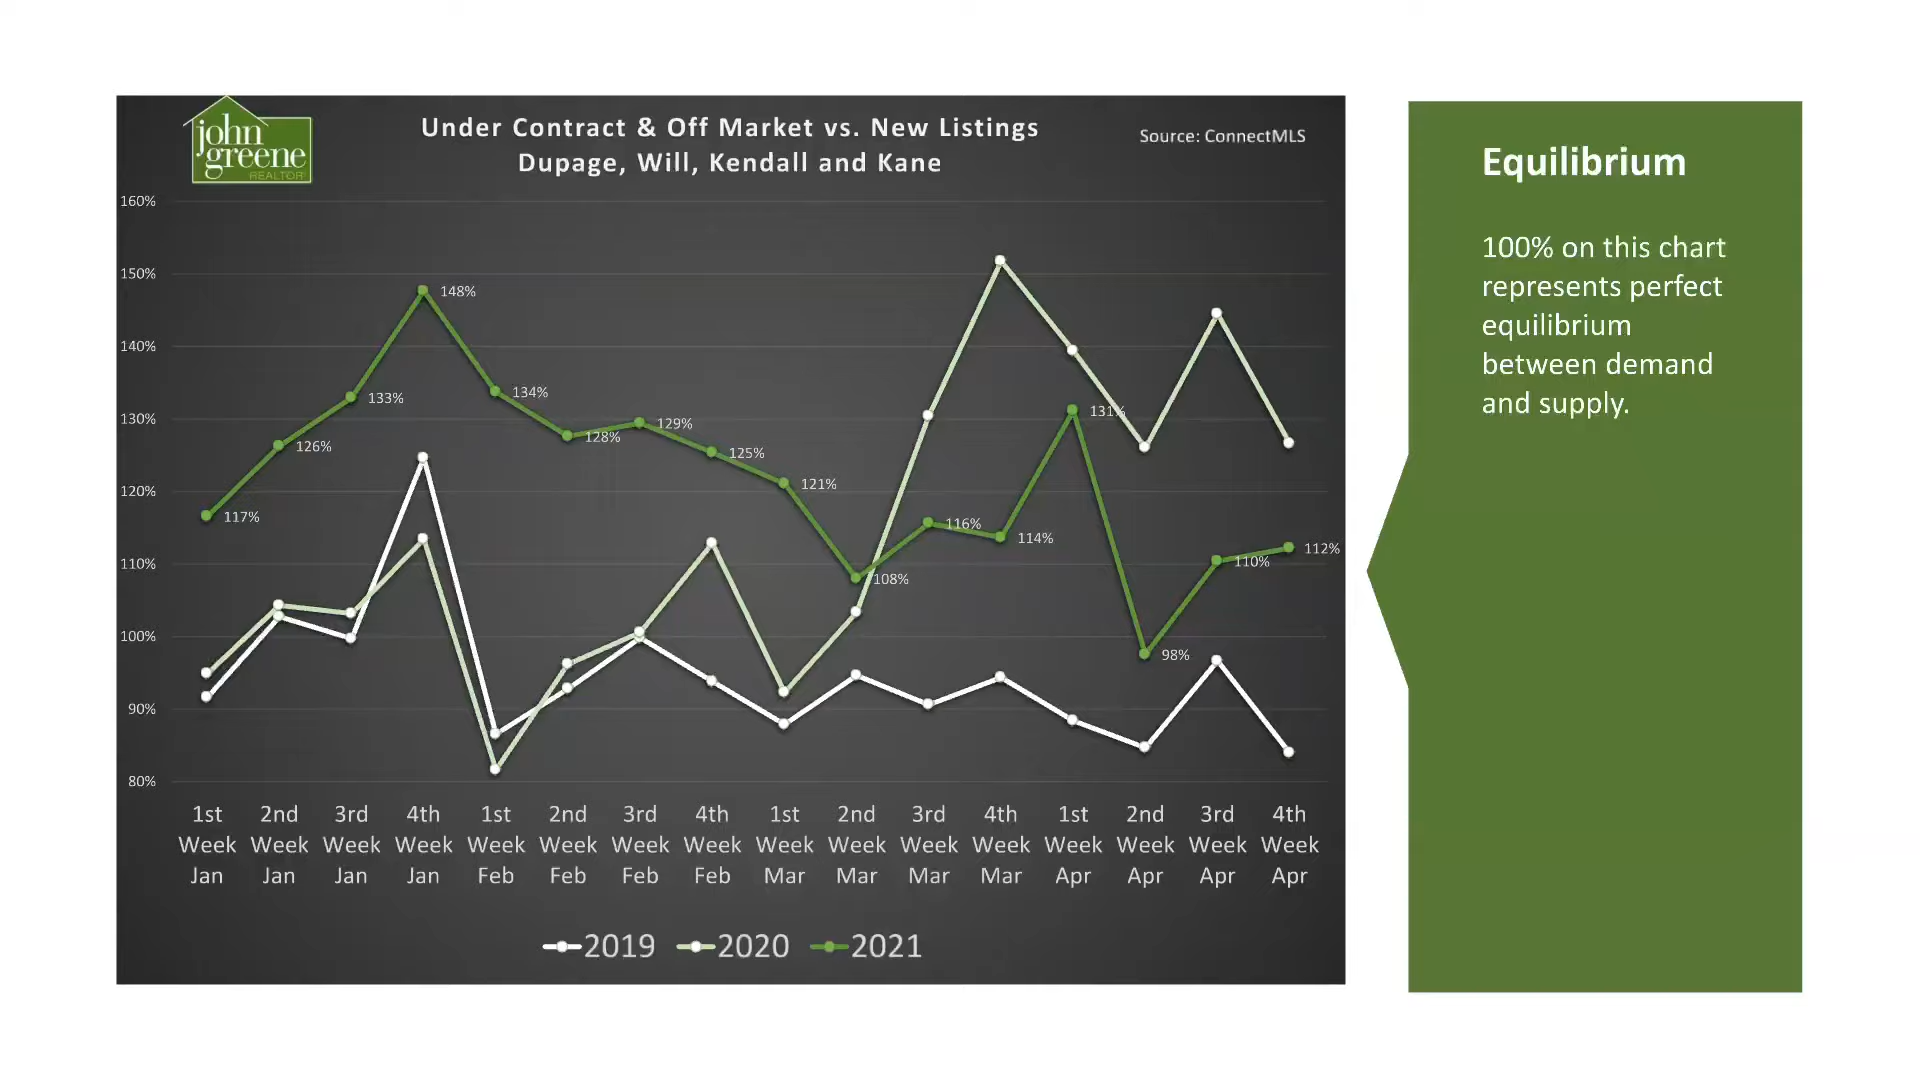 john
greene
REALTOR
Under Contract & Off Market vs. New Listings
Dupage, Will, Kendall and Kane
Source: ConnectMLS
160%
150%
140%
130%
120%
110%
100%
90%
80%
117%
126%
133%
148%
134%
128%
129%
125%
121%
108%
116%
114%
131%
98%
110%
112%
1st Week Jan
2nd Week Jan
3rd Week Jan
4th Week Jan
1st Week Feb
2nd Week Feb
3rd Week Feb
4th Week Feb
1st Week Mar
2nd Week Mar
3rd Week Mar
4th Week Mar
1st Week Apr
2nd Week Apr
3rd Week Apr
4th Week Apr
2019 2020 2021
Equilibrium
100% on this chart
represents perfect
equilibrium
between demand
and supply.